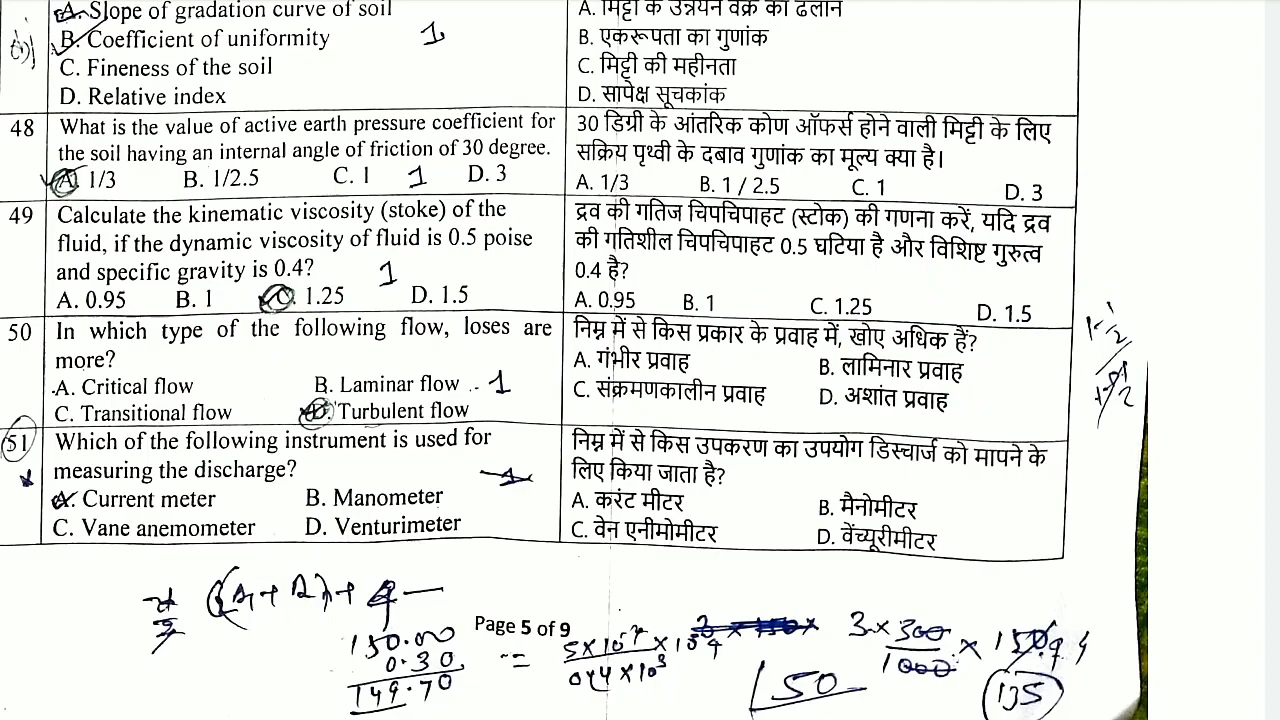 A. Slope of gradation curve of soil
B. Coefficient of uniformity 1
C. Fineness of the soil
D. Relative index
A. मिट्टी के उन्नयन वक्र की ढलान
B. एकरूपता का गुणांक
C. मिट्टी की महीनता
D. सापेक्ष सूचकांक
48 What is the value of active earth pressure coefficient for
the soil having an internal angle of friction of 30 degree.
A. 1/3 B. 1/2.5 C. 1 1 D. 3
30 डिग्री के आंतरिक कोण ऑफर्स होने वाली मिट्टी के लिए
सक्रिय पृथ्वी के दबाव गुणांक का मूल्य क्या है।
A. 1/3 B. 1 / 2.5 C. 1 D. 3
49 Calculate the kinematic viscosity (stoke) of the
fluid, if the dynamic viscosity of fluid is 0.5 poise
and specific gravity is 0.4? 1
A. 0.95 B. 1 C. 1.25 D. 1.5
द्रव की गतिज चिपचिपाहट (स्टोक) की गणना करें, यदि द्रव
की गतिशील चिपचिपाहट 0.5 घटिया है और विशिष्ट गुरुत्व
0.4 है?
A. 0.95 B. 1 C. 1.25 D. 1.5
50 In which type of the following flow, loses are
more?
A. Critical flow B. Laminar flow 1
C. Transitional flow D. Turbulent flow
निम्न में से किस प्रकार के प्रवाह में, खोए अधिक हैं?
A. गंभीर प्रवाह B. लामिनार प्रवाह
C. संक्रमणकालीन प्रवाह D. अशांत प्रवाह
51 Which of the following instrument is used for
measuring the discharge?
A. Current meter B. Manometer
C. Vane anemometer D. Venturimeter
निम्न में से किस उपकरण का उपयोग डिस्चार्ज को मापने के
लिए किया जाता है?
A. करंट मीटर B. मैनोमीटर
C. वेन एनीमोमीटर D. वेंच्यूरीमीटर
Page 5 of 9
150.00
0.30
149.70
50
3 × 300
1000
135